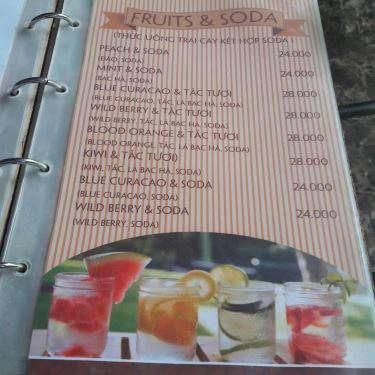 FRUITS & SODA
(THỨC UỐNG TRÁI CÂY KẾT HỢP SODA)
PEACH & SODA 24.000
(ĐÀO, SODA)
MINT & SODA 24.000
(BẠC HÀ, SODA)
BLUE CURACAO & TẮC TƯƠI 28.000
(BLUE CURACAO, TẮC, LÁ BẠC HÀ, SODA)
WILD BERRY & TẮC TƯƠI 28.000
(WILD BERRY, TẮC, LÁ BẠC HÀ, SODA)
BLOOD ORANGE & TẮC TƯƠI 28.000
(BLOOD ORANGE, TẮC, LÁ BẠC HÀ, SODA)
KIWI & TẮC TƯƠI) 28.000
(KIWI, TẮC, LÁ BẠC HÀ, SODA)
BLUE CURACAO & SODA 24.000
(BLUE CURACAO, SODA)
WILD BERRY & SODA 24.000
(WILD BERRY, SODA)